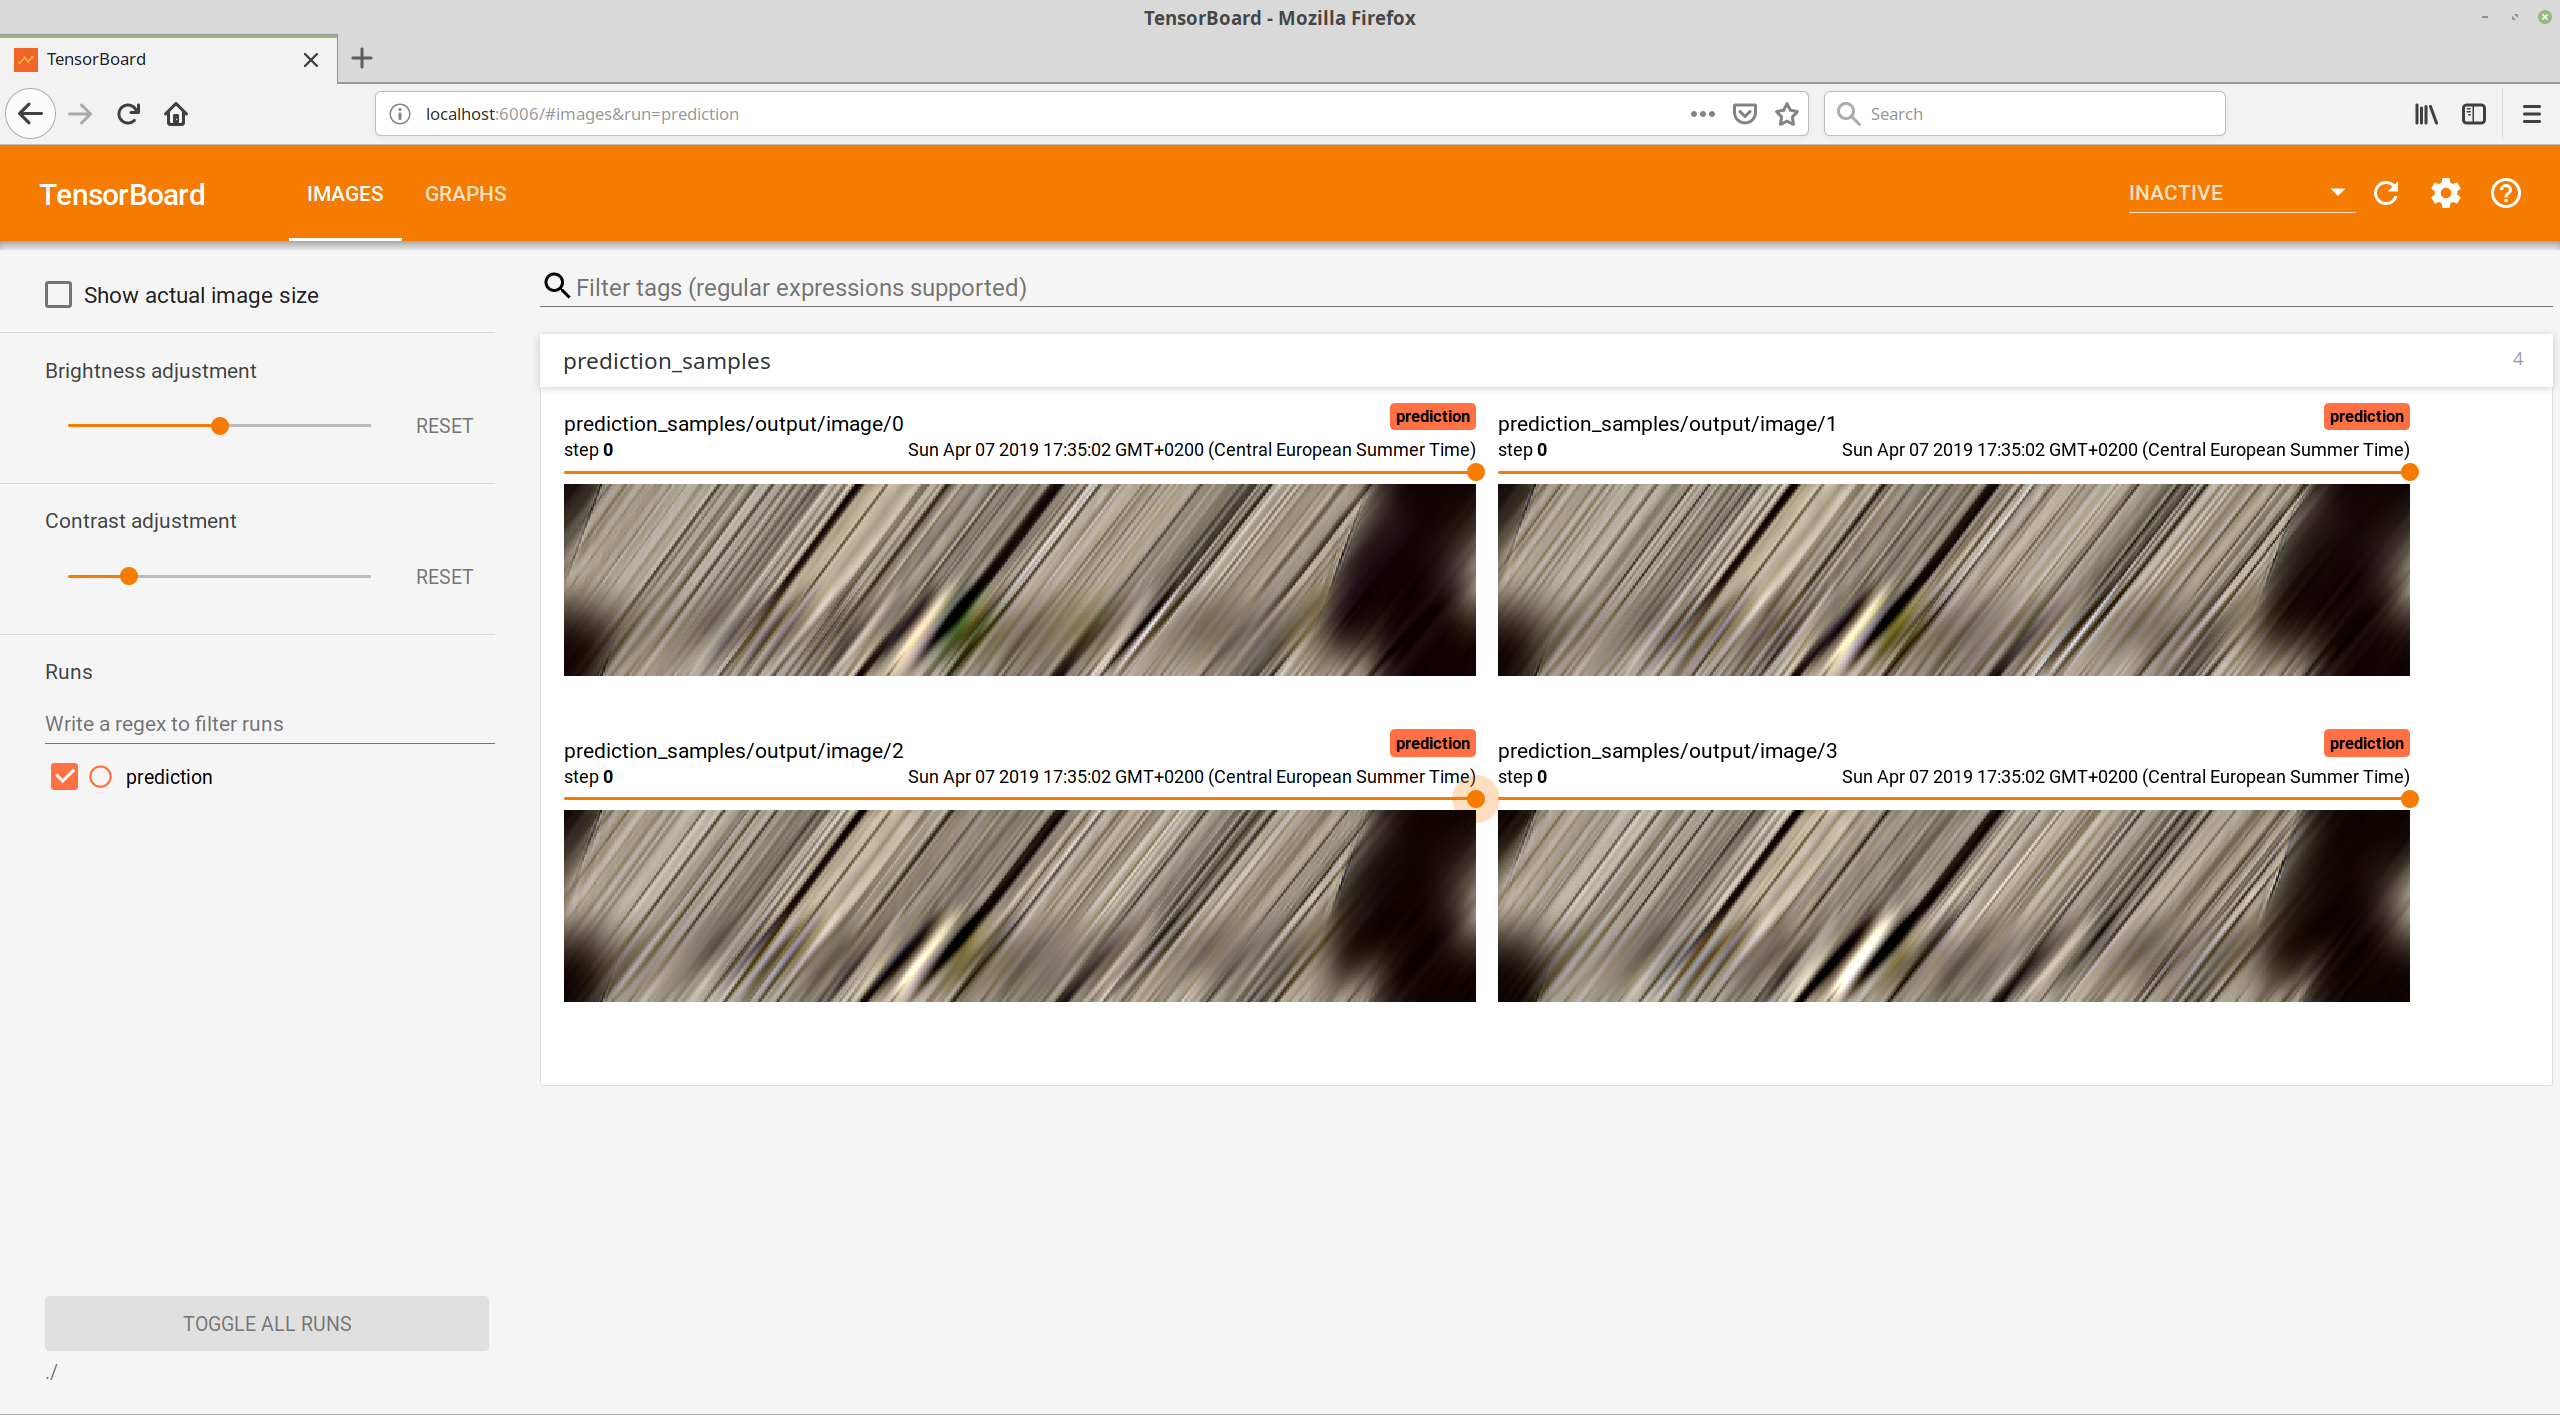 TensorBoard - Mozilla Firefox
TensorBoard
localhost:6006/#images&run=prediction
Search
TensorBoard
IMAGES
GRAPHS
INACTIVE
Show actual image size
Brightness adjustment
RESET
Contrast adjustment
RESET
Runs
Write a regex to filter runs
prediction
TOGGLE ALL RUNS
./
Filter tags (regular expressions supported)
prediction_samples
4
prediction_samples/output/image/0
prediction
step 0
Sun Apr 07 2019 17:35:02 GMT+0200 (Central European Summer Time)
prediction_samples/output/image/1
prediction
step 0
Sun Apr 07 2019 17:35:02 GMT+0200 (Central European Summer Time)
prediction_samples/output/image/2
prediction
step 0
Sun Apr 07 2019 17:35:02 GMT+0200 (Central European Summer Time)
prediction_samples/output/image/3
prediction
step 0
Sun Apr 07 2019 17:35:02 GMT+0200 (Central European Summer Time)